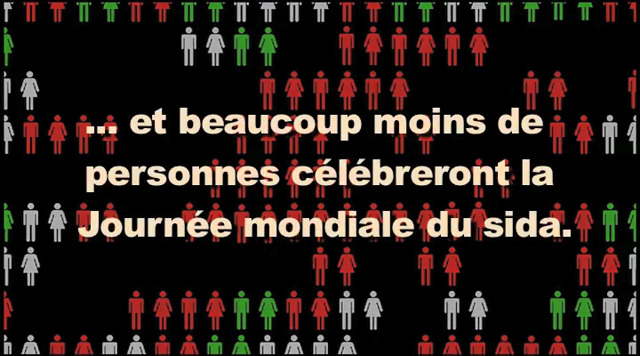 ... et beaucoup moins de
personnes célébreront la
Journée mondiale du sida.